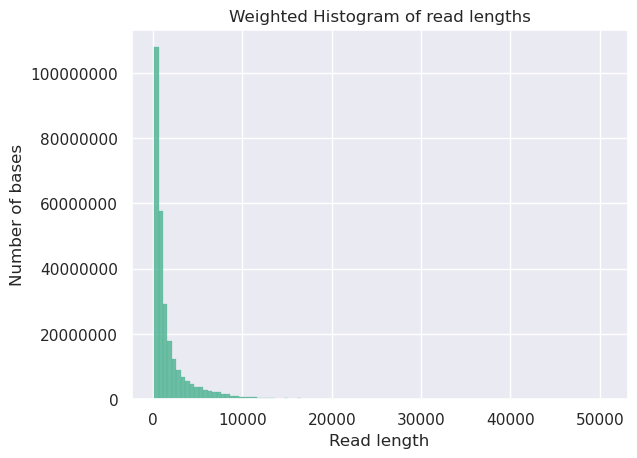 Weighted Histogram of read lengths
Number of bases
100000000
80000000
60000000
40000000
20000000
0
0 10000 20000 30000 40000 50000
Read length